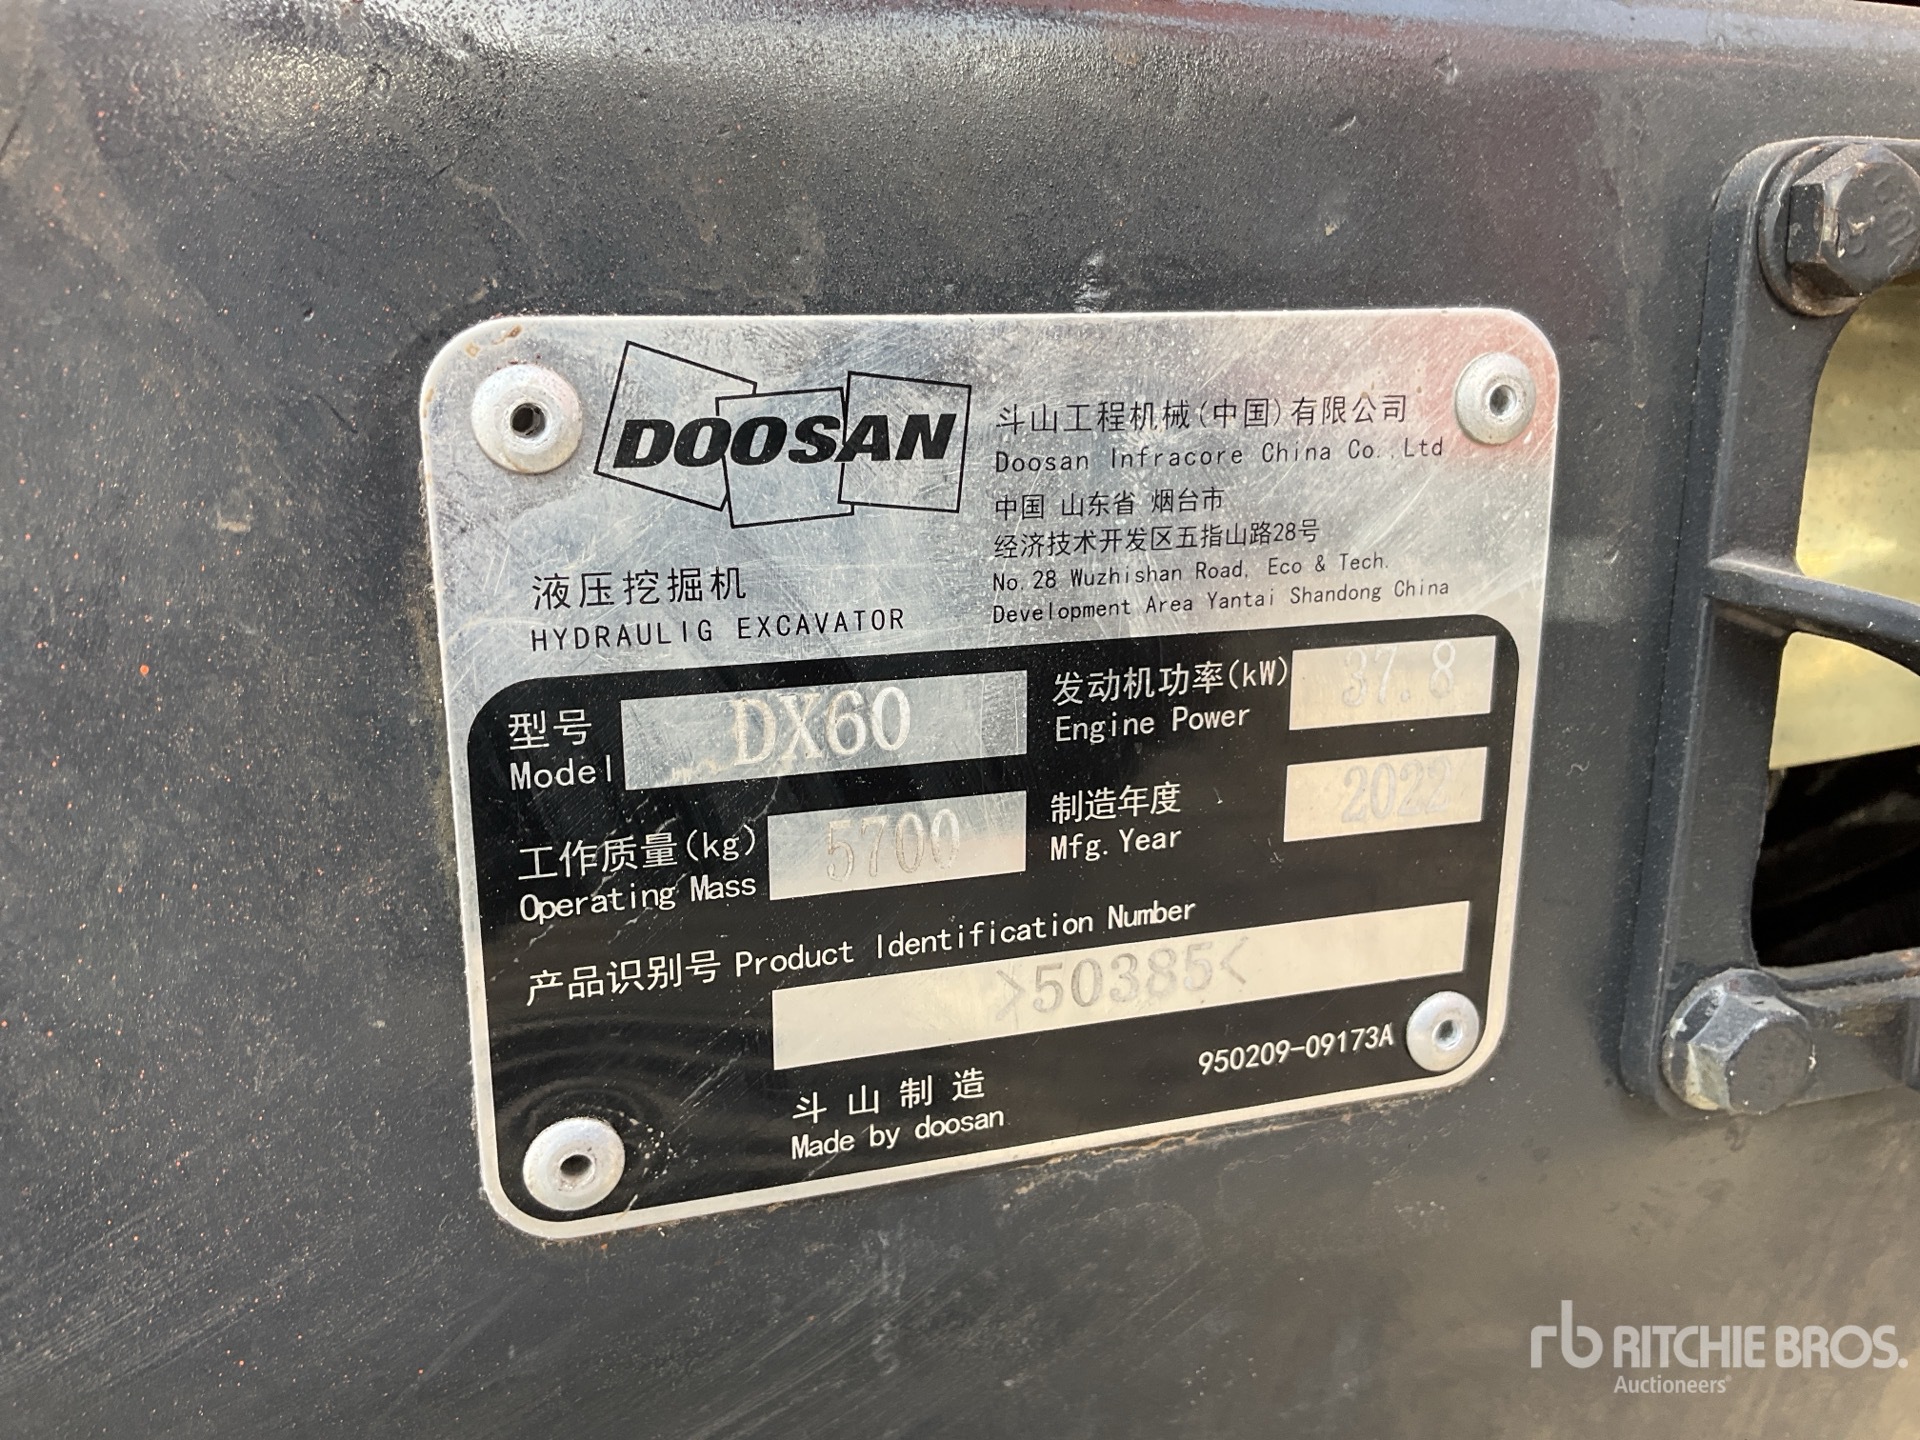 DOOSAN
斗山工程机械(中国)有限公司
Doosan Infracore China Co.,Ltd
中国 山东省 烟台市
经济技术开发区五指山路28号
No.28 Wuzhishan Road, Eco & Tech.
Development Area Yantai Shandong China
液压挖掘机
HYDRAULIG EXCAVATOR
型号
Model
DX60
发动机功率(kW)
Engine Power
37.8
工作质量(kg)
Operating Mass
5700
制造年度
Mfg.Year
2022
产品识别号 Product Identification Number
>50385<
斗山制造
Made by doosan
950209-09173A
rb RITCHIE BROS.
Auctioneers